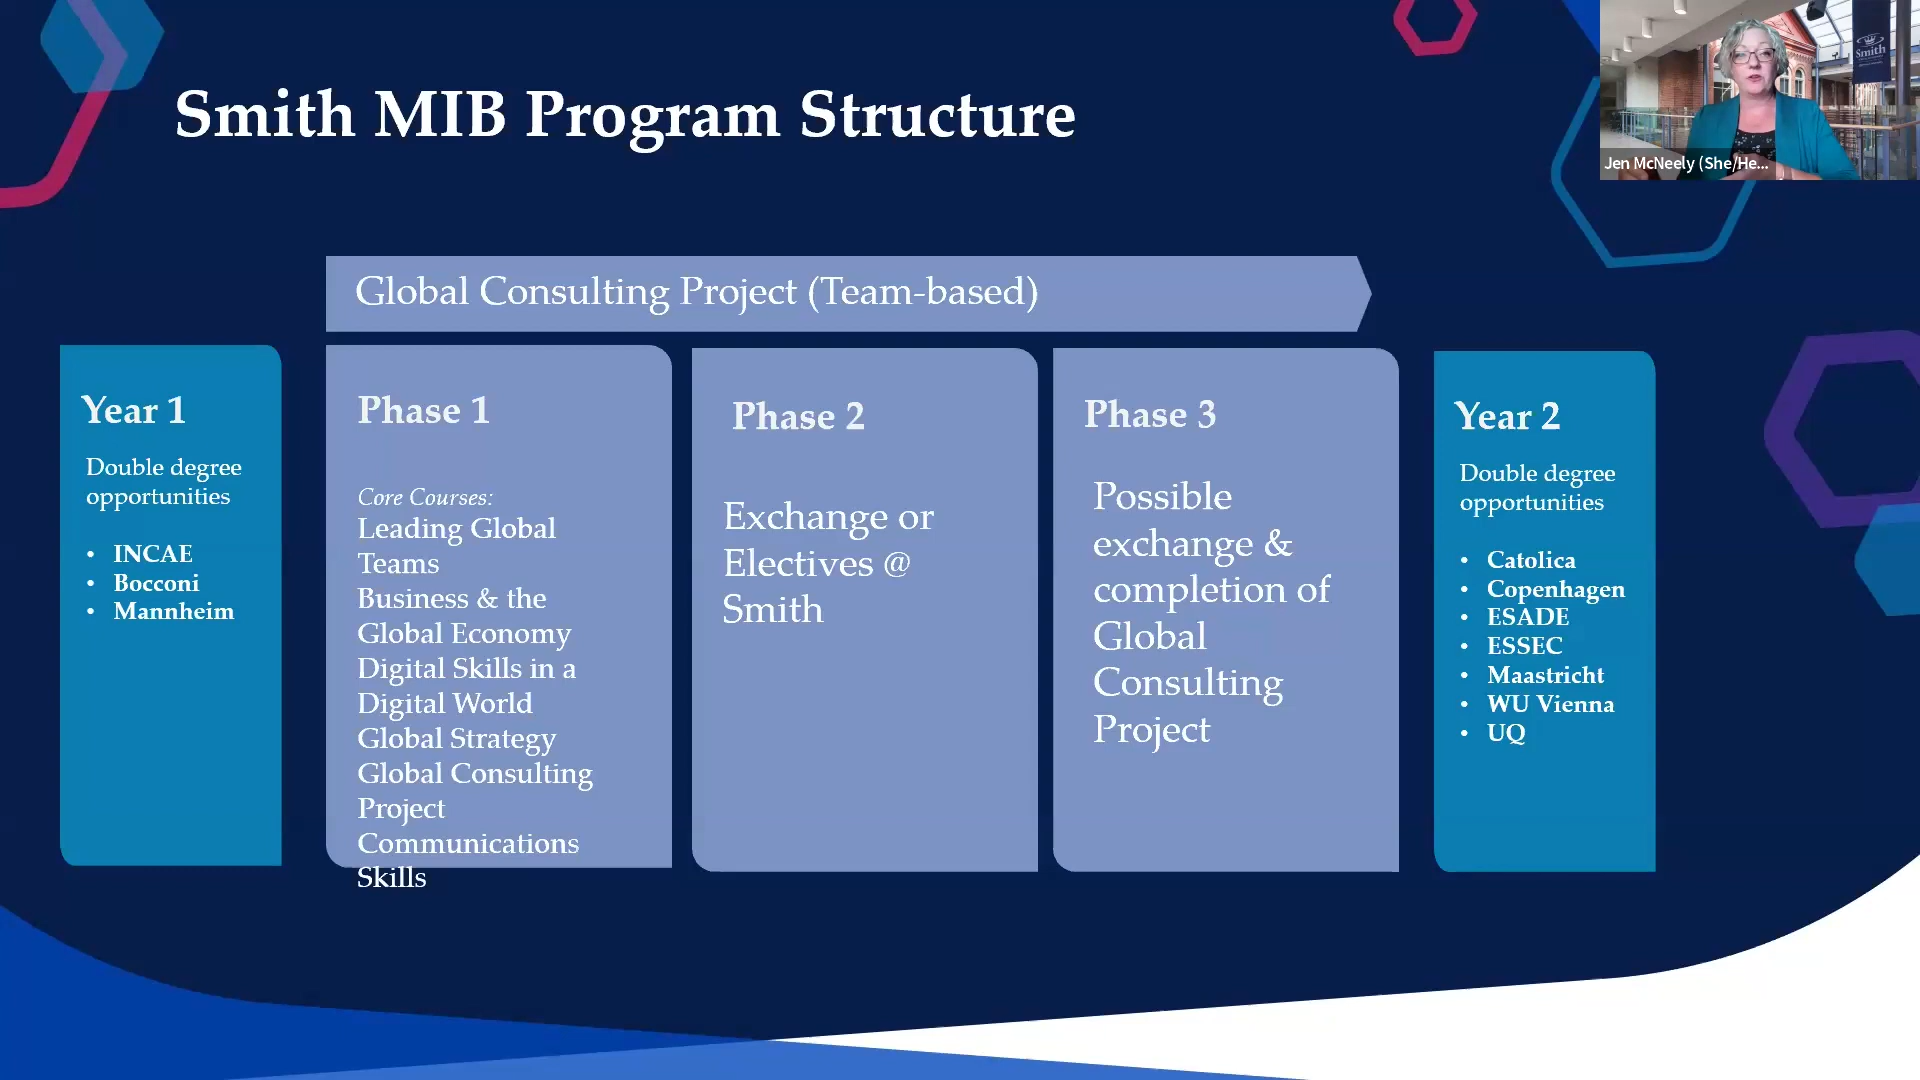 Smith MIB Program Structure
Smith
Jen McNeely (She/He...
Global Consulting Project (Team-based)
Year 1
Double degree
opportunities
• INCAE
• Bocconi
• Mannheim
Phase 1
Core Courses:
Leading Global
Teams
Business & the
Global Economy
Digital Skills in a
Digital World
Global Strategy
Global Consulting
Project
Communications
Skills
Phase 2
Exchange or
Electives @
Smith
Phase 3
Possible
exchange &
completion of
Global
Consulting
Project
Year 2
Double degree
opportunities
• Catolica
• Copenhagen
• ESADE
• ESSEC
• Maastricht
• WU Vienna
• UQ